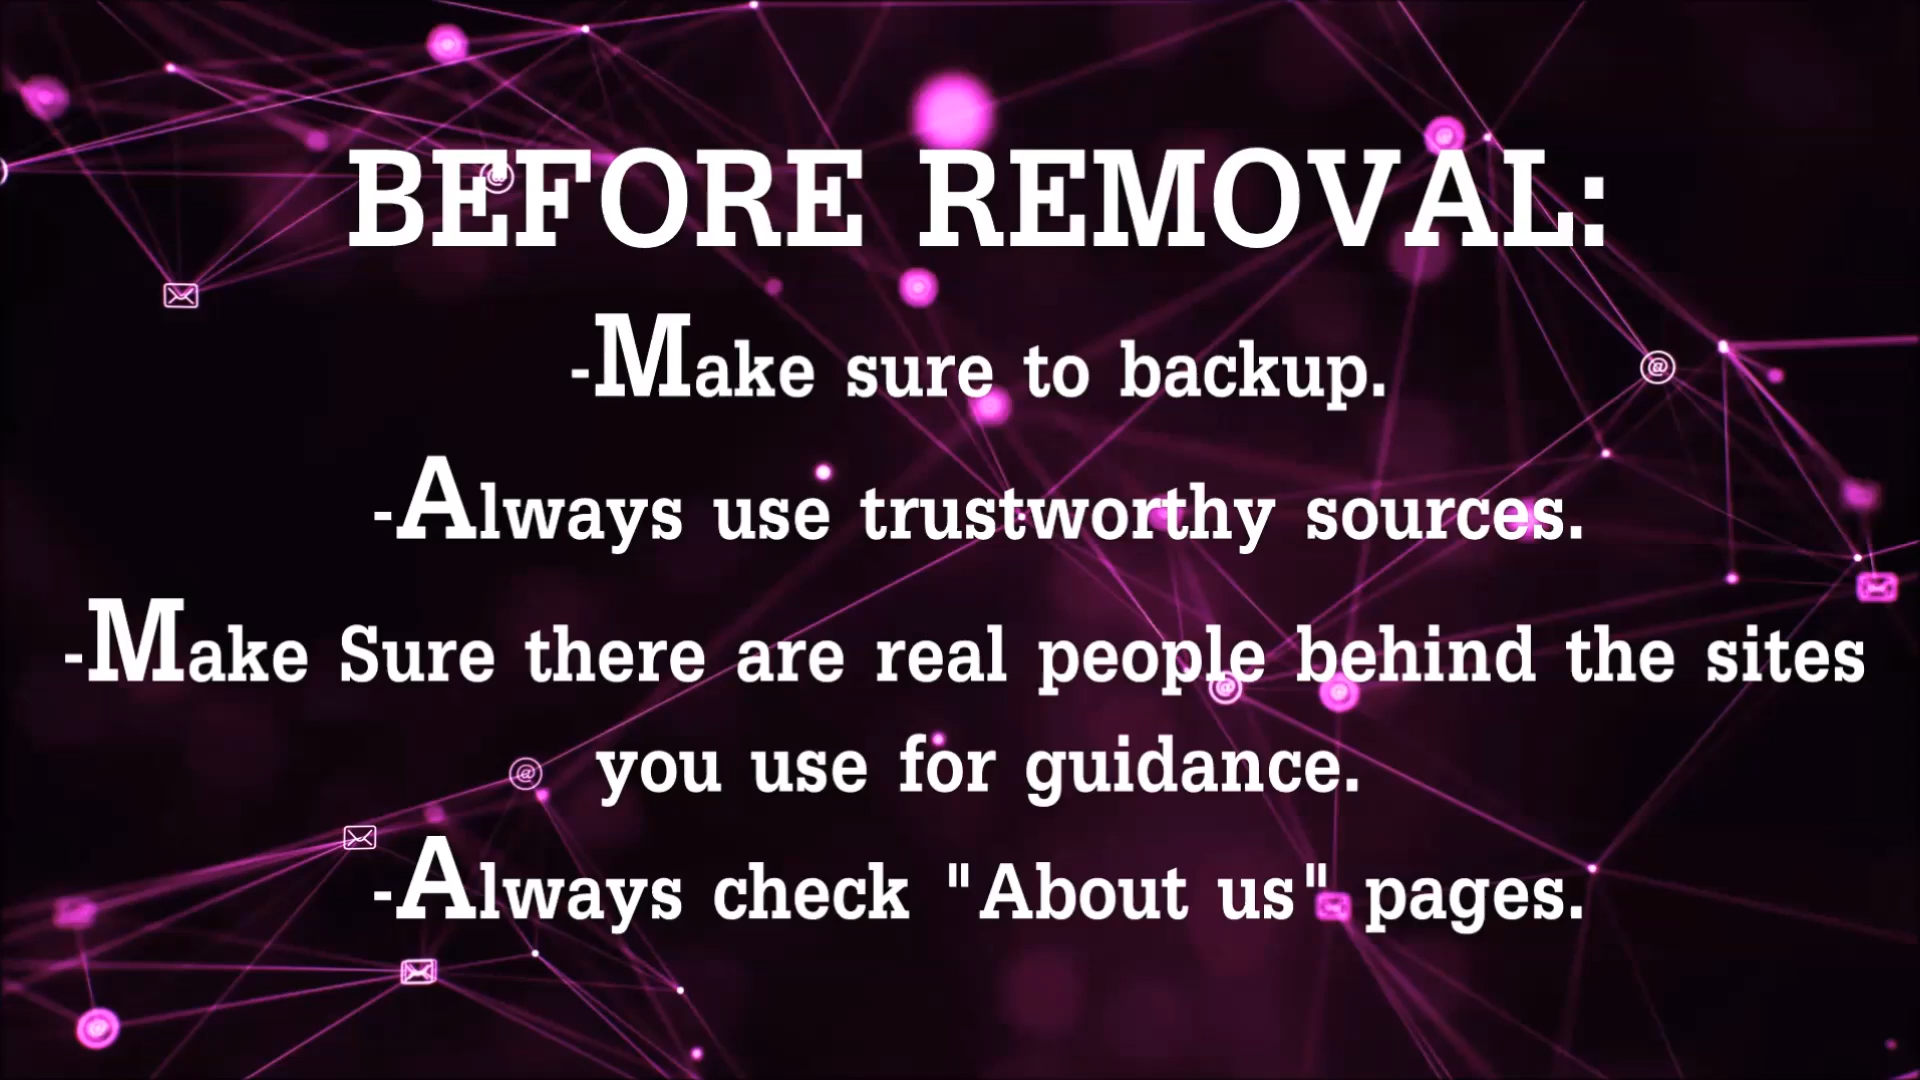 BEFORE REMOVAL:
-Make sure to backup.
-Always use trustworthy sources.
-Make Sure there are real people behind the sites
you use for guidance.
-Always check "About us" pages.